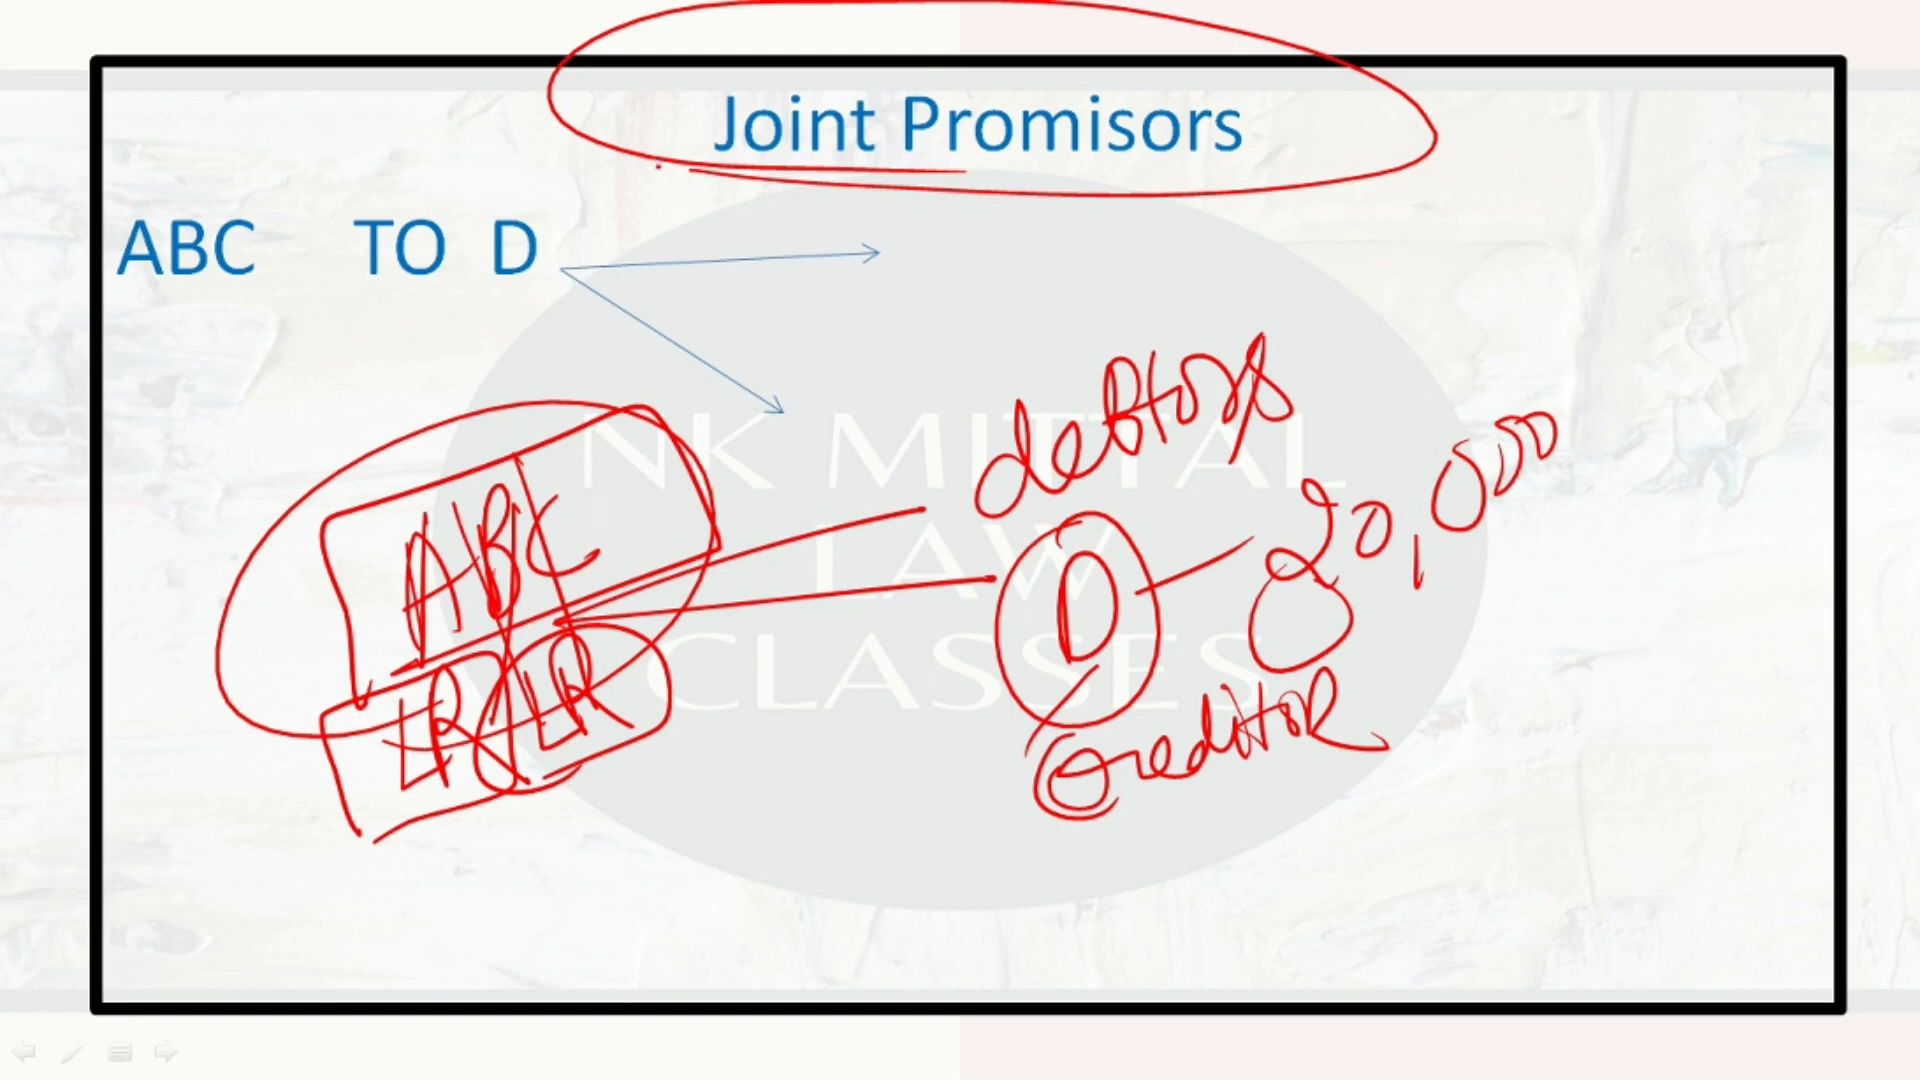 Joint Promisors
ABC TO D
NK MITTAL
LAW
CLASSES
debtors
20,000
ABC
D
LR LR
Creditor